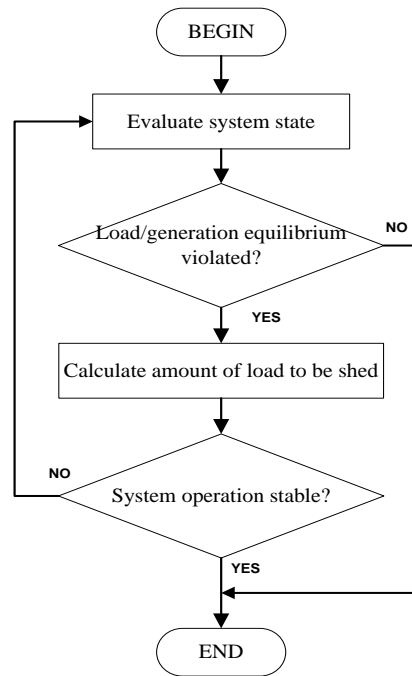 BEGIN
Evaluate system state
Load/generation equilibrium
violated?
NO
YES
Calculate amount of load to be shed
NO
System operation stable?
YES
END